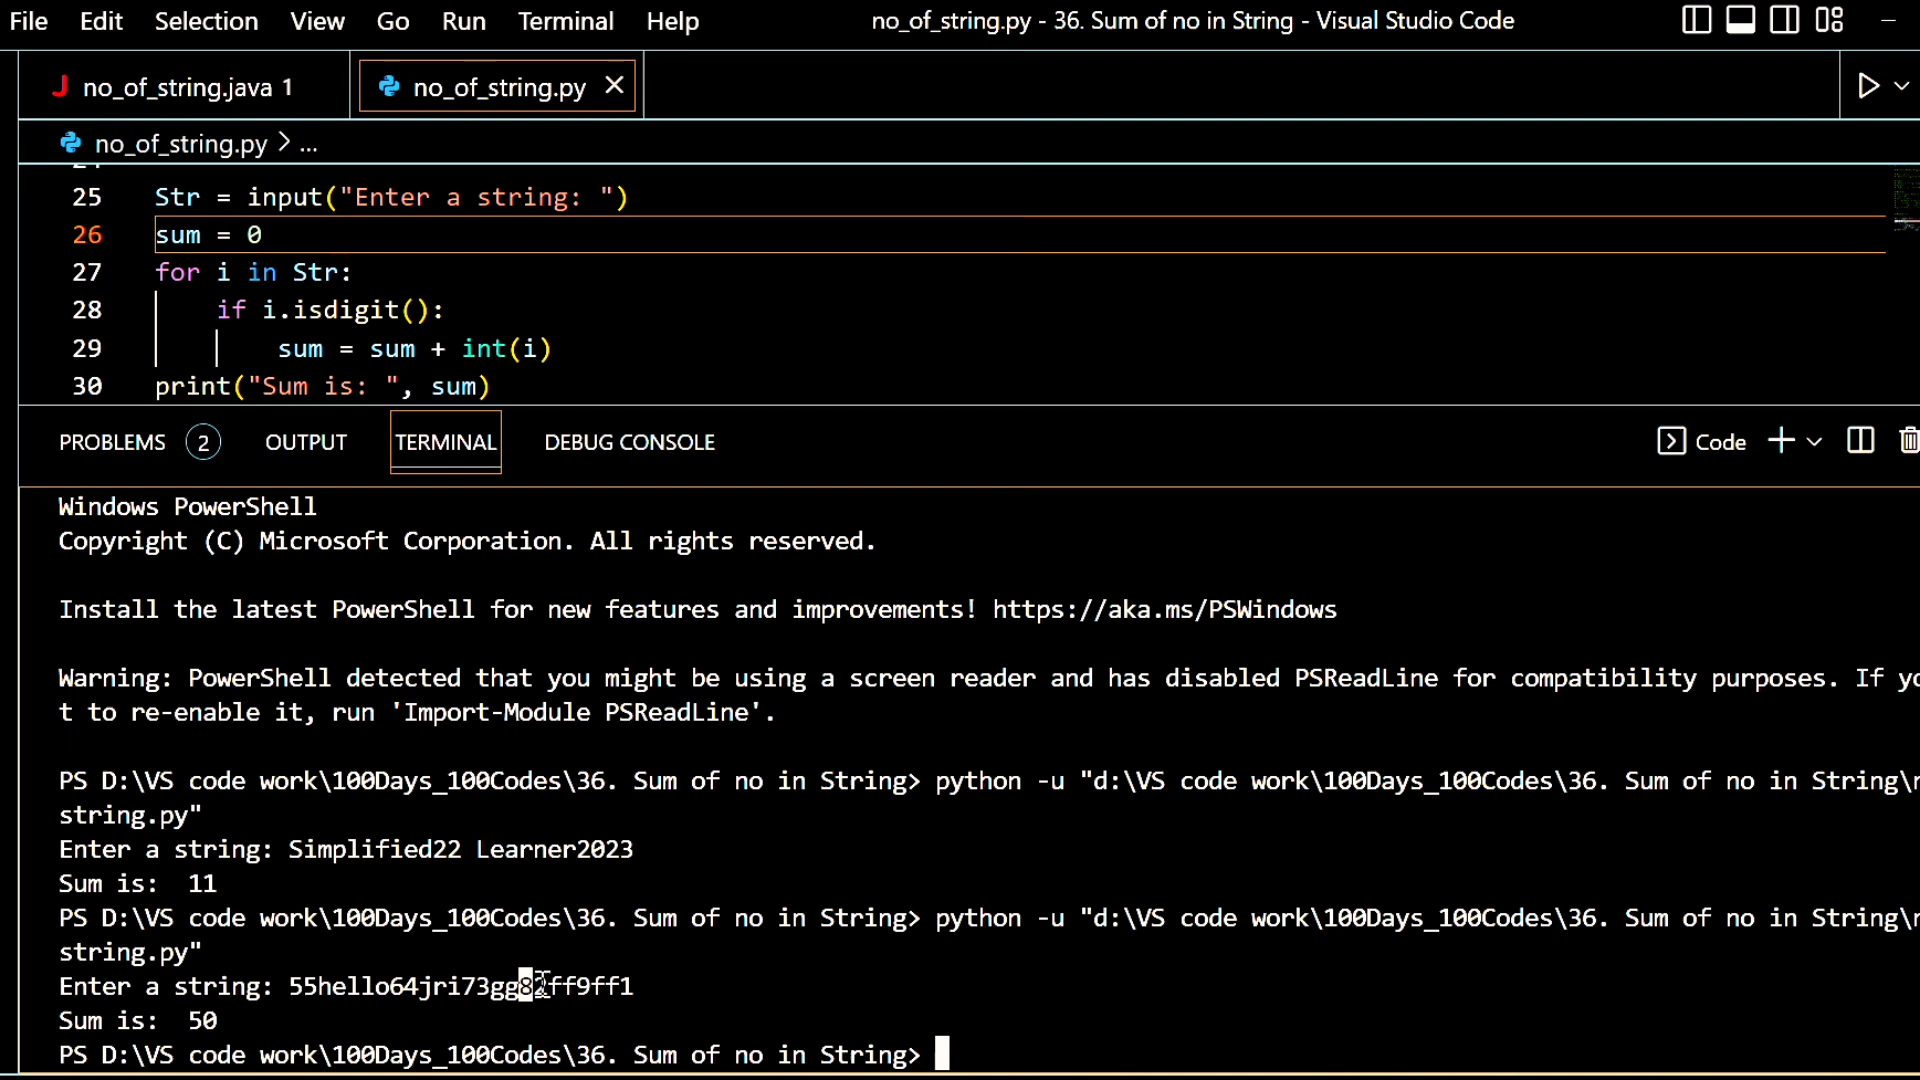 File Edit Selection View Go Run Terminal Help no_of_string.py - 36. Sum of no in String - Visual Studio Code
no_of_string.java 1 no_of_string.py
no_of_string.py > ...
25 Str = input("Enter a string: ")
26 sum = 0
27 for i in Str:
28 if i.isdigit():
29 sum = sum + int(i)
30 print("Sum is: ", sum)
PROBLEMS 2 OUTPUT TERMINAL DEBUG CONSOLE Code
Windows PowerShell
Copyright (C) Microsoft Corporation. All rights reserved.
Install the latest PowerShell for new features and improvements! https://aka.ms/PSWindows
Warning: PowerShell detected that you might be using a screen reader and has disabled PSReadLine for compatibility purposes. If
t to re-enable it, run 'Import-Module PSReadLine'.
PS D:\VS code work\100Days_100Codes\36. Sum of no in String> python -u "d:\VS code work\100Days_100Codes\36. Sum of no in String\
string.py"
Enter a string: Simplified22 Learner2023
Sum is:  11
PS D:\VS code work\100Days_100Codes\36. Sum of no in String> python -u "d:\VS code work\100Days_100Codes\36. Sum of no in String\
string.py"
Enter a string: 55hello64jri73gg82ff9ff1
Sum is:  50
PS D:\VS code work\100Days_100Codes\36. Sum of no in String>